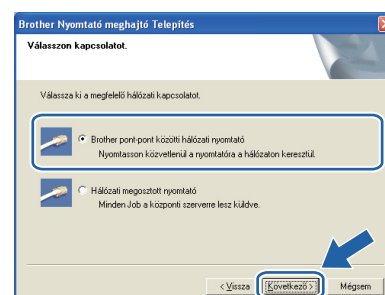 Brother Nyomtató meghajtó Telepítés
Válasszon kapcsolatot.
Válassza ki a megfelelő hálózati kapcsolatot.
Brother pont-pont közötti hálózati nyomtató
Nyomtasson közvetlenül a nyomtatóra a hálózaton keresztül.
Hálózati megosztott nyomtató
Minden Job a központi szerverre lesz küldve.
< Vissza Következő > Mégsem